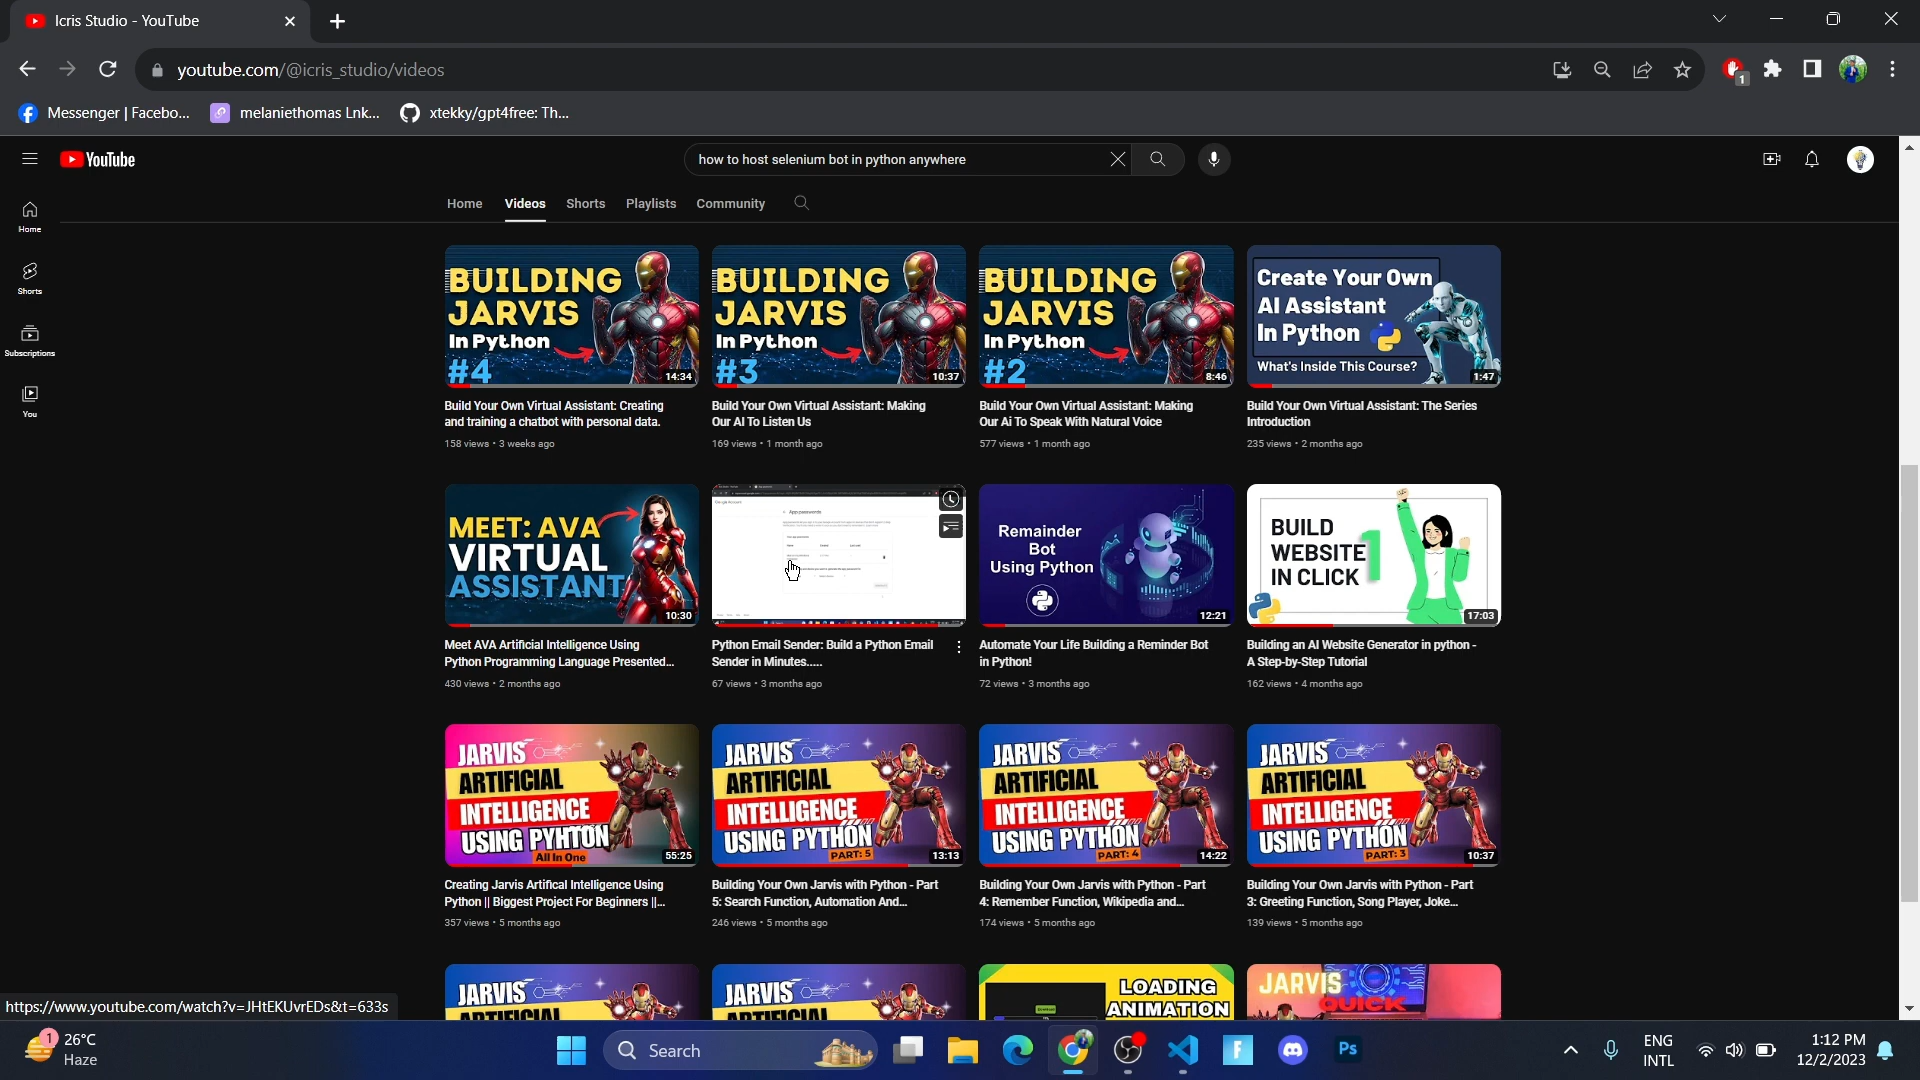 Icris Studio - YouTube
youtube.com/@icris_studio/videos
1
Messenger | Facebo...
melaniethomas Lnk...
xtekky/gpt4free: Th...
YouTube
how to host selenium bot in python anywhere
Home
Videos
Shorts
Playlists
Community
Home
Shorts
Subscriptions
You
BUILDING
JARVIS
In Python
#4
14:34
Build Your Own Virtual Assistant: Creating
and training a chatbot with personal data.
158 views • 3 weeks ago
BUILDING
JARVIS
In Python
#3
10:37
Build Your Own Virtual Assistant: Making
Our AI To Listen Us
169 views • 1 month ago
BUILDING
JARVIS
In Python
#2
8:46
Build Your Own Virtual Assistant: Making
Our Ai To Speak With Natural Voice
577 views • 1 month ago
Create Your Own
AI Assistant
In Python
What's Inside This Course?
1:47
Build Your Own Virtual Assistant: The Series
Introduction
235 views • 2 months ago
MEET: AVA
VIRTUAL
ASSISTANT
10:30
Meet AVA Artificial Intelligence Using
Python Programming Language Presented...
430 views • 2 months ago
App passwords
Python Email Sender: Build a Python Email
Sender in Minutes.....
67 views • 3 months ago
Remainder
Bot
Using Python
12:21
Automate Your Life Building a Reminder Bot
in Python!
72 views • 3 months ago
BUILD
WEBSITE
IN CLICK
1
17:03
Building an AI Website Generator in python -
A Step-by-Step Tutorial
162 views • 4 months ago
JARVIS
ARTIFICIAL
INTELLIGENCE
USING PYHTON
All In One
55:25
Creating Jarvis Artifical Intelligence Using
Python || Biggest Project For Beginners ||...
357 views • 5 months ago
JARVIS
ARTIFICIAL
INTELLIGENCE
USING PYTHON
PART: 5
13:13
Building Your Own Jarvis with Python - Part
5: Search Function, Automation And...
246 views • 5 months ago
JARVIS
ARTIFICIAL
INTELLIGENCE
USING PYTHON
PART: 4
14:22
Building Your Own Jarvis with Python - Part
4: Remember Function, Wikipedia and...
174 views • 5 months ago
JARVIS
ARTIFICIAL
INTELLIGENCE
USING PYTHON
PART: 3
10:37
Building Your Own Jarvis with Python - Part
3: Greeting Function, Song Player, Joke...
139 views • 5 months ago
JARVIS
ARTIFICIAL
JARVIS
ARTIFICIAL
LOADING
ANIMATION
JARVIS
QUICK
https://www.youtube.com/watch?v=JHtEKUvrEDs&t=633s
1
26°C
Haze
Search
Ps
ENG
INTL
1:12 PM
12/2/2023